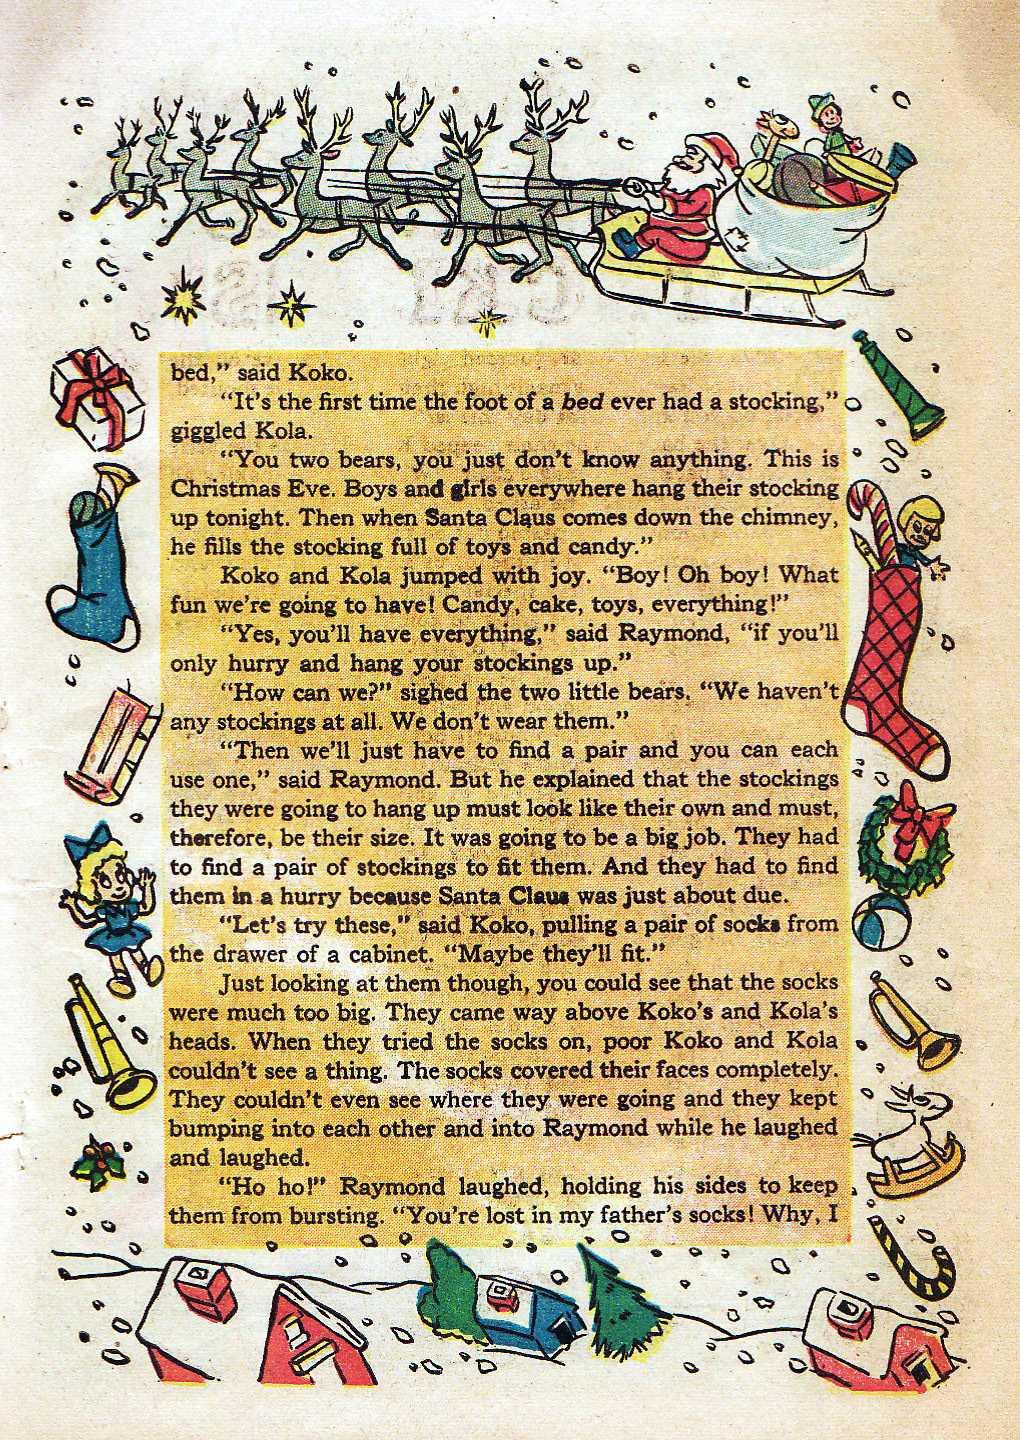 bed," said Koko.
"It's the first time the foot of a bed ever had a stocking,"
giggled Kola.
"You two bears, you just don't know anything. This is
Christmas Eve. Boys and girls everywhere hang their stocking
up tonight. Then when Santa Claus comes down the chimney,
he fills the stocking full of toys and candy."
Koko and Kola jumped with joy. "Boy! Oh boy! What
fun we're going to have! Candy, cake, toys, everything!"
"Yes, you'll have everything," said Raymond, "if you'll
only hurry and hang your stockings up."
"How can we?" sighed the two little bears. "We haven't
any stockings at all. We don't wear them."
"Then we'll just have to find a pair and you can each
use one," said Raymond. But he explained that the stockings
they were going to hang up must look like their own and must,
therefore, be their size. It was going to be a big job. They had
to find a pair of stockings to fit them. And they had to find
them in a hurry because Santa Claus was just about due.
"Let's try these," said Koko, pulling a pair of socks from
the drawer of a cabinet. "Maybe they'll fit."
Just looking at them though, you could see that the socks
were much too big. They came way above Koko's and Kola's
heads. When they tried the socks on, poor Koko and Kola
couldn't see a thing. The socks covered their faces completely.
They couldn't even see where they were going and they kept
bumping into each other and into Raymond while he laughed
and laughed.
"Ho ho!" Raymond laughed, holding his sides to keep
them from bursting. "You're lost in my father's socks! Why, I